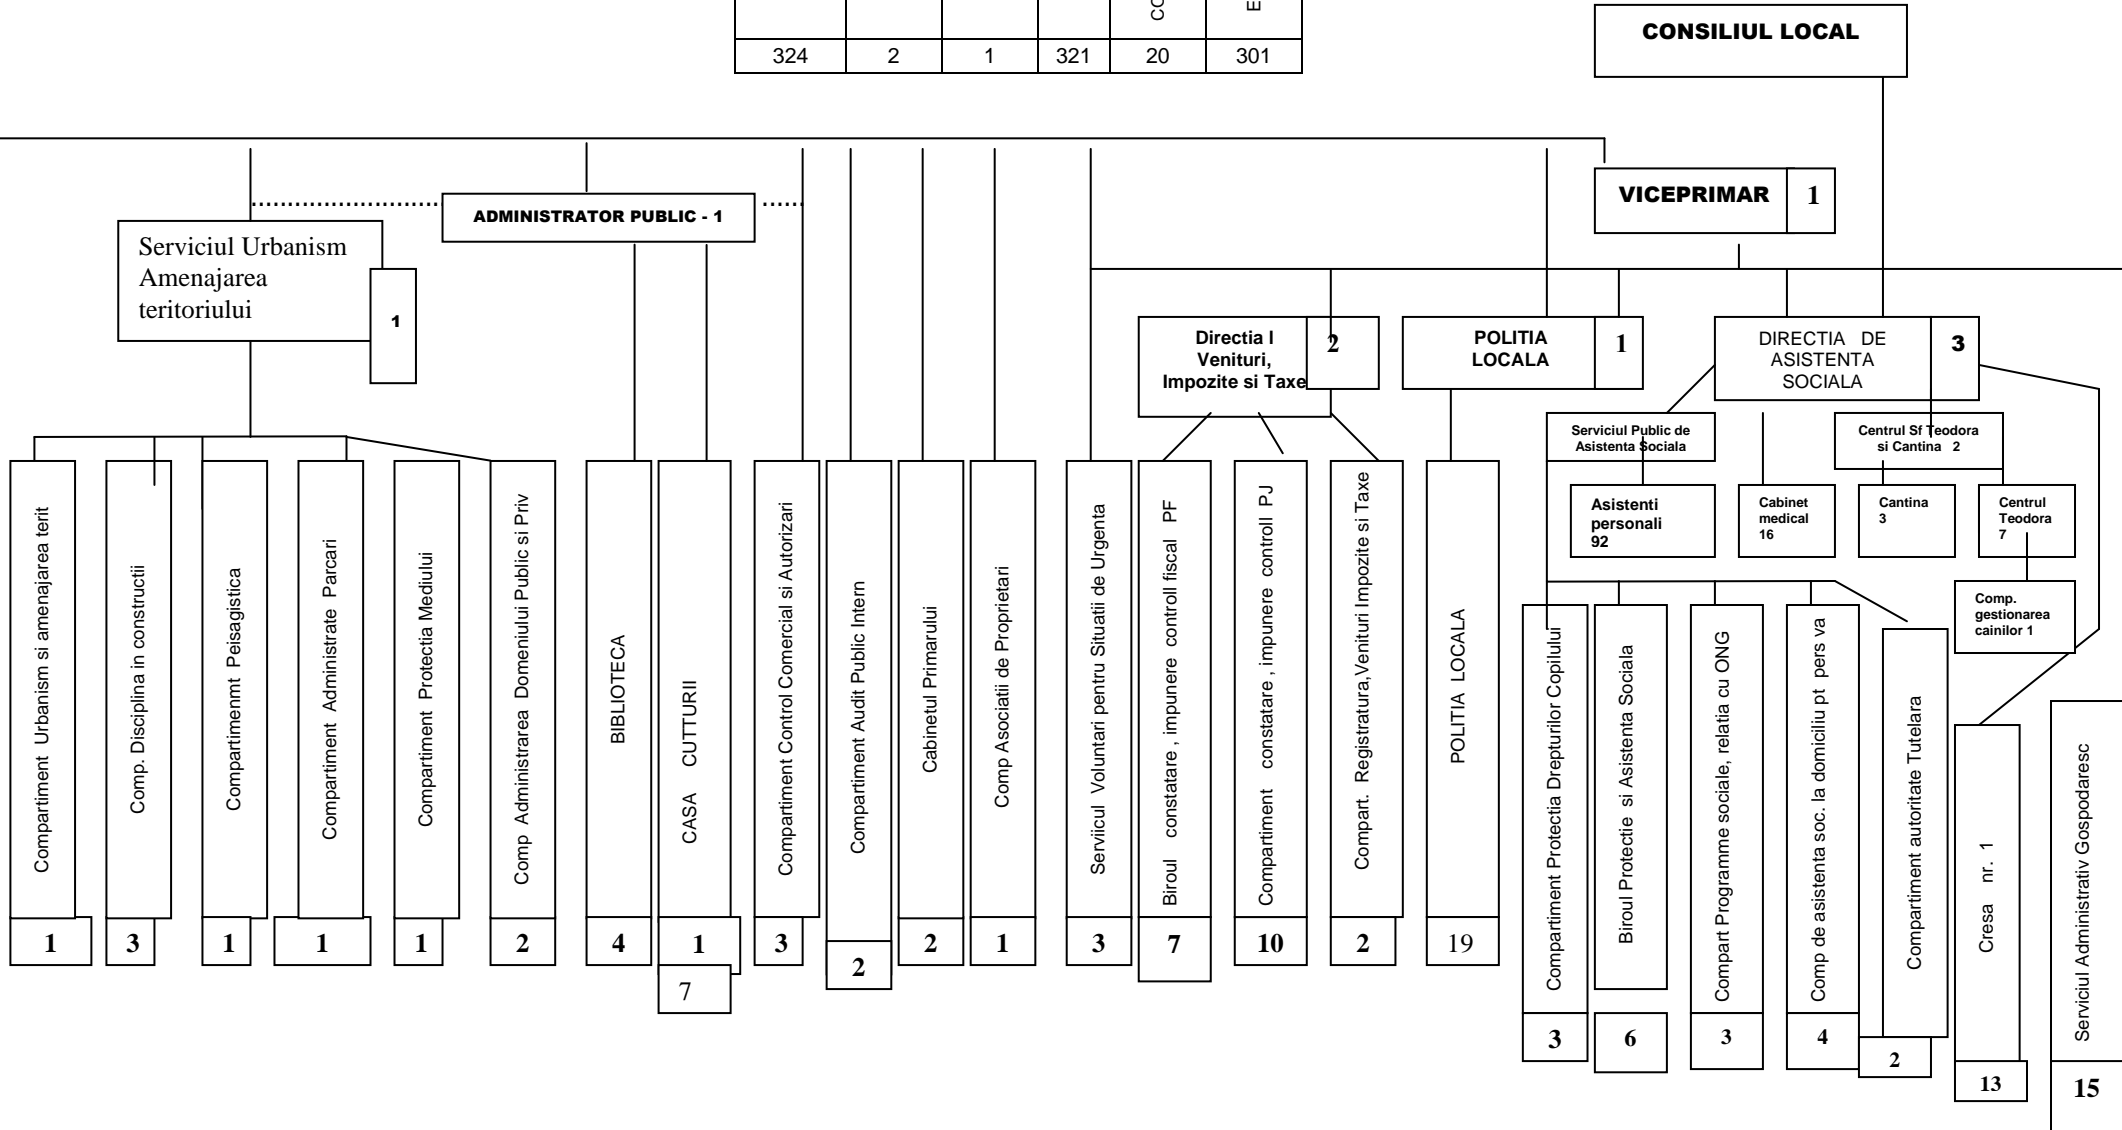 CO
E
324 2 1 321 20 301
CONSILIUL LOCAL
VICEPRIMAR 1
ADMINISTRATOR PUBLIC - 1
Serviciul Urbanism
Amenajarea
teritoriului
1
Directia I
Venituri,
Impozite si Taxe
2
POLITIA
LOCALA
1
DIRECTIA DE
ASISTENTA
SOCIALA
3
Serviciul Public de
Asistenta Sociala
Centrul Sf Teodora
si Cantina 2
Asistenti
personali
92
Cabinet
medical
16
Cantina
3
Centrul
Teodora
7
Comp.
gestionarea
cainilor 1
Compartiment Urbanism si amenajarea terit
1
Comp. Disciplina in constructii
3
Compartimenmt Peisagistica
1
Compartiment Administrate Parcari
1
Compartiment Protectia Mediului
1
Comp Administrarea Domeniului Public si Priv
2
BIBLIOTECA
4
CASA CUTTURII
1
7
Compartiment Control Comercial si Autorizari
3
Compartiment Audit Public Intern
2
Cabinetul Primarului
2
Comp Asociatii de Proprietari
1
Serviicul Voluntari pentru Situatii de Urgenta
3
Biroul constatare , impunere controll fiscal PF
7
Compartiment constatare , impunere controll PJ
10
Compart. Registratura,Venituri Impozite si Taxe
2
POLITIA LOCALA
19
Compartiment Protectia Drepturilor Copilului
3
Biroul Protectie si Asistenta Sociala
6
Compart Programme sociale, relatia cu ONG
3
Comp de asistenta soc. la domiciliu pt pers va
4
Compartiment autoritate Tutelara
2
Cresa nr. 1
13
Serviciul Administrativ Gospodaresc
15